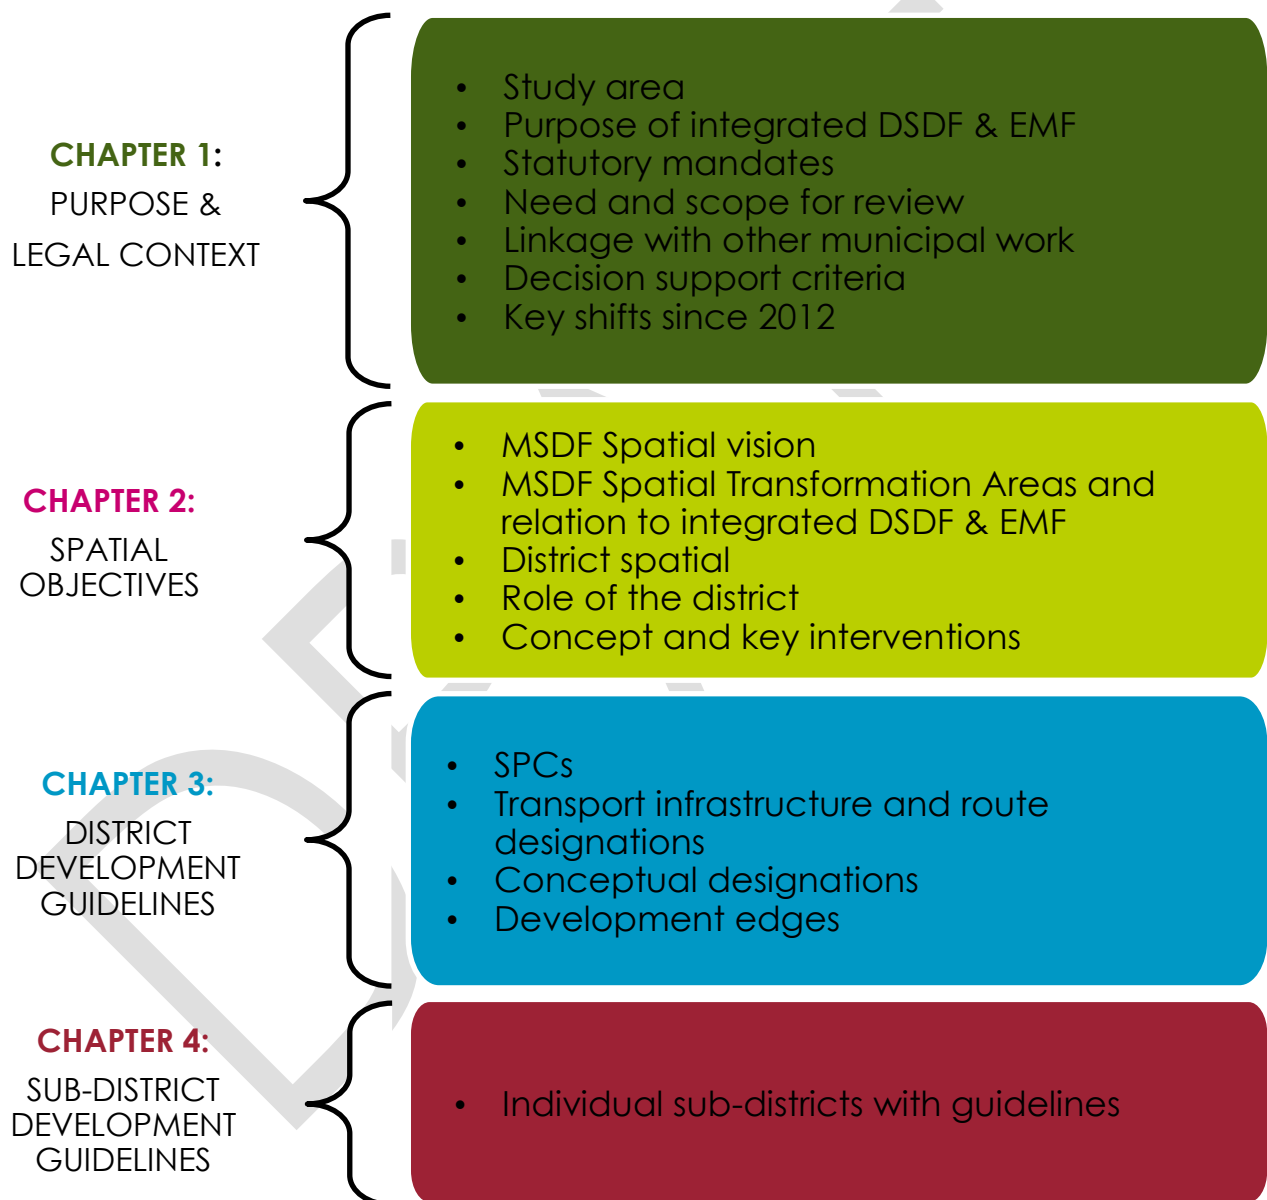 CHAPTER 1:
PURPOSE &
LEGAL CONTEXT
• Study area
• Purpose of integrated DSDF & EMF
• Statutory mandates
• Need and scope for review
• Linkage with other municipal work
• Decision support criteria
• Key shifts since 2012
CHAPTER 2:
SPATIAL
OBJECTIVES
• MSDF Spatial vision
• MSDF Spatial Transformation Areas and
relation to integrated DSDF & EMF
• District spatial
• Role of the district
• Concept and key interventions
CHAPTER 3:
DISTRICT
DEVELOPMENT
GUIDELINES
• SPCs
• Transport infrastructure and route
designations
• Conceptual designations
• Development edges
CHAPTER 4:
SUB-DISTRICT
DEVELOPMENT
GUIDELINES
• Individual sub-districts with guidelines